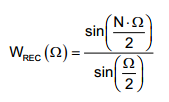 W_REC(Ω) = sin(N·Ω / 2) / sin(Ω / 2)